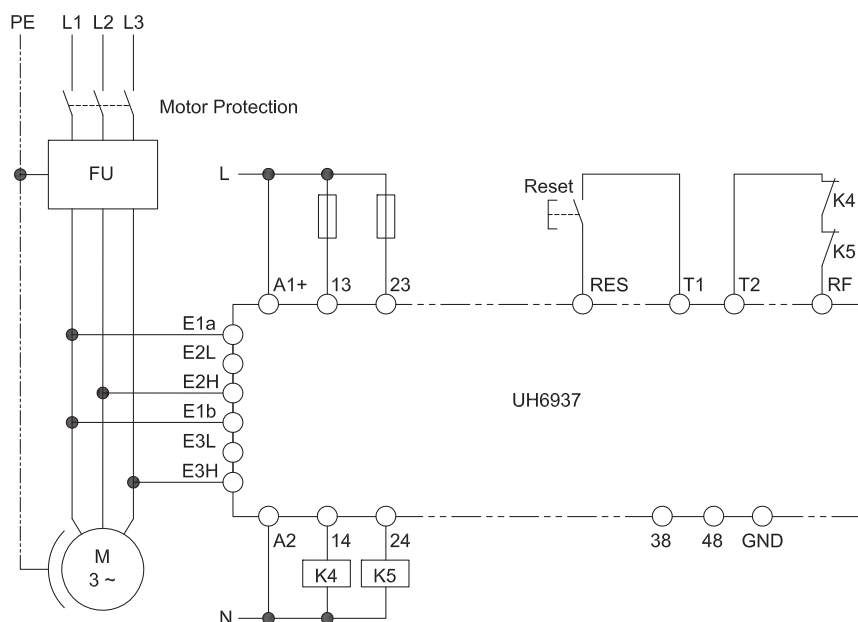 PE L1 L2 L3
Motor Protection
FU
L
Reset
K4
K5
A1+ 13 23 RES T1 T2 RF
E1a
E2L
E2H
E1b
E3L
E3H
UH6937
A2 14 24 38 48 GND
M
3 ~
K4 K5
N